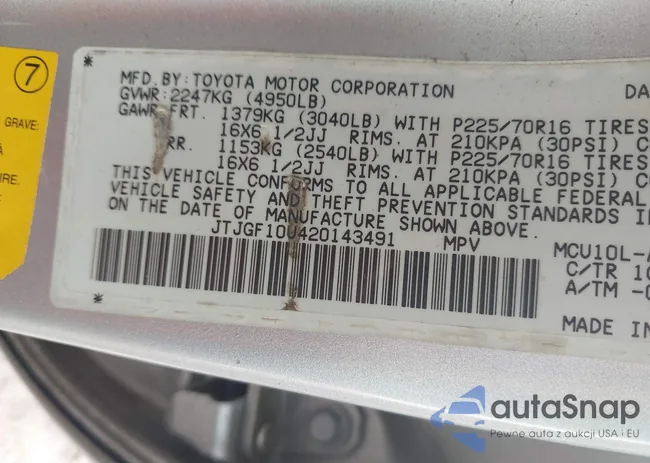 7
GRAVE:
URE.
MFD.BY:TOYOTA MOTOR CORPORATION DA
GVWR:2247KG (4950LB)
GAWR:FRT. 1379KG (3040LB) WITH P225/70R16 TIRES
16X6 1/2JJ RIMS. AT 210KPA (30PSI) C
RR. 1153KG (2540LB) WITH P225/70R16 TIRES
16X6 1/2JJ RIMS. AT 210KPA (30PSI) C
THIS VEHICLE CONFORMS TO ALL APPLICABLE FEDERAL
VEHICLE SAFETY AND THEFT PREVENTION STANDARDS I
ON THE DATE OF MANUFACTURE SHOWN ABOVE.
JTJGF10U420143491 MPV
MCU10L-A
C/TR 1C
A/TM -0
MADE IN
autoSnap
Pewne auta z aukcji USA i EU